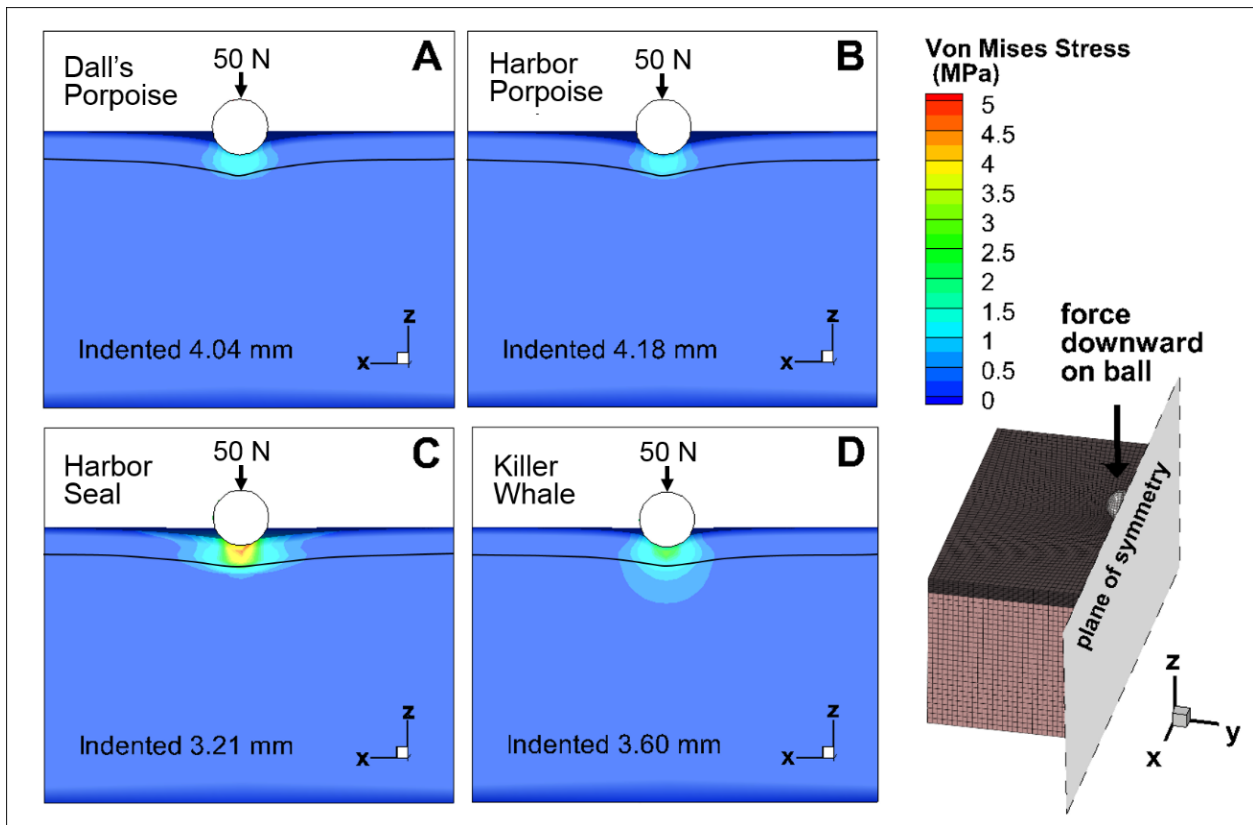 A
Dall's
Porpoise
50 N
Indented 4.04 mm
z
x
B
Harbor
Porpoise
50 N
Indented 4.18 mm
z
x
C
Harbor
Seal
50 N
Indented 3.21 mm
z
x
D
Killer
Whale
50 N
Indented 3.60 mm
z
x
Von Mises Stress
(MPa)
5
4.5
4
3.5
3
2.5
2
1.5
1
0.5
0
force
downward
on ball
plane of symmetry
z
y
x